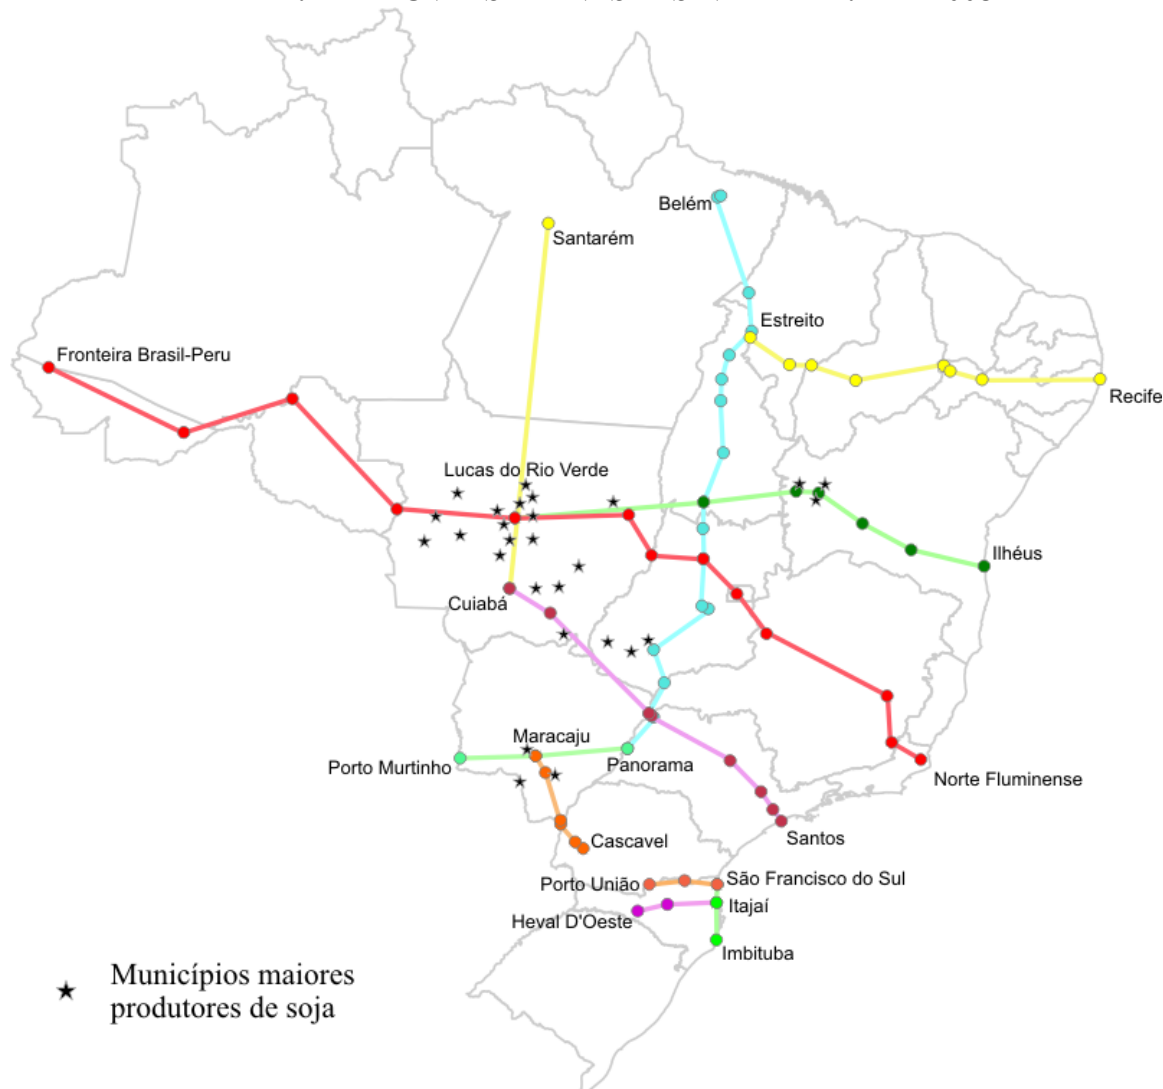 Belém
Santarém
Estreito
Fronteira Brasil-Peru
Recife
Lucas do Rio Verde
Ilhéus
Cuiabá
Maracaju
Porto Murtinho
Panorama
Norte Fluminense
Santos
Cascavel
Porto União
São Francisco do Sul
Itajaí
Heval D'Oeste
Imbituba
Municípios maiores
produtores de soja